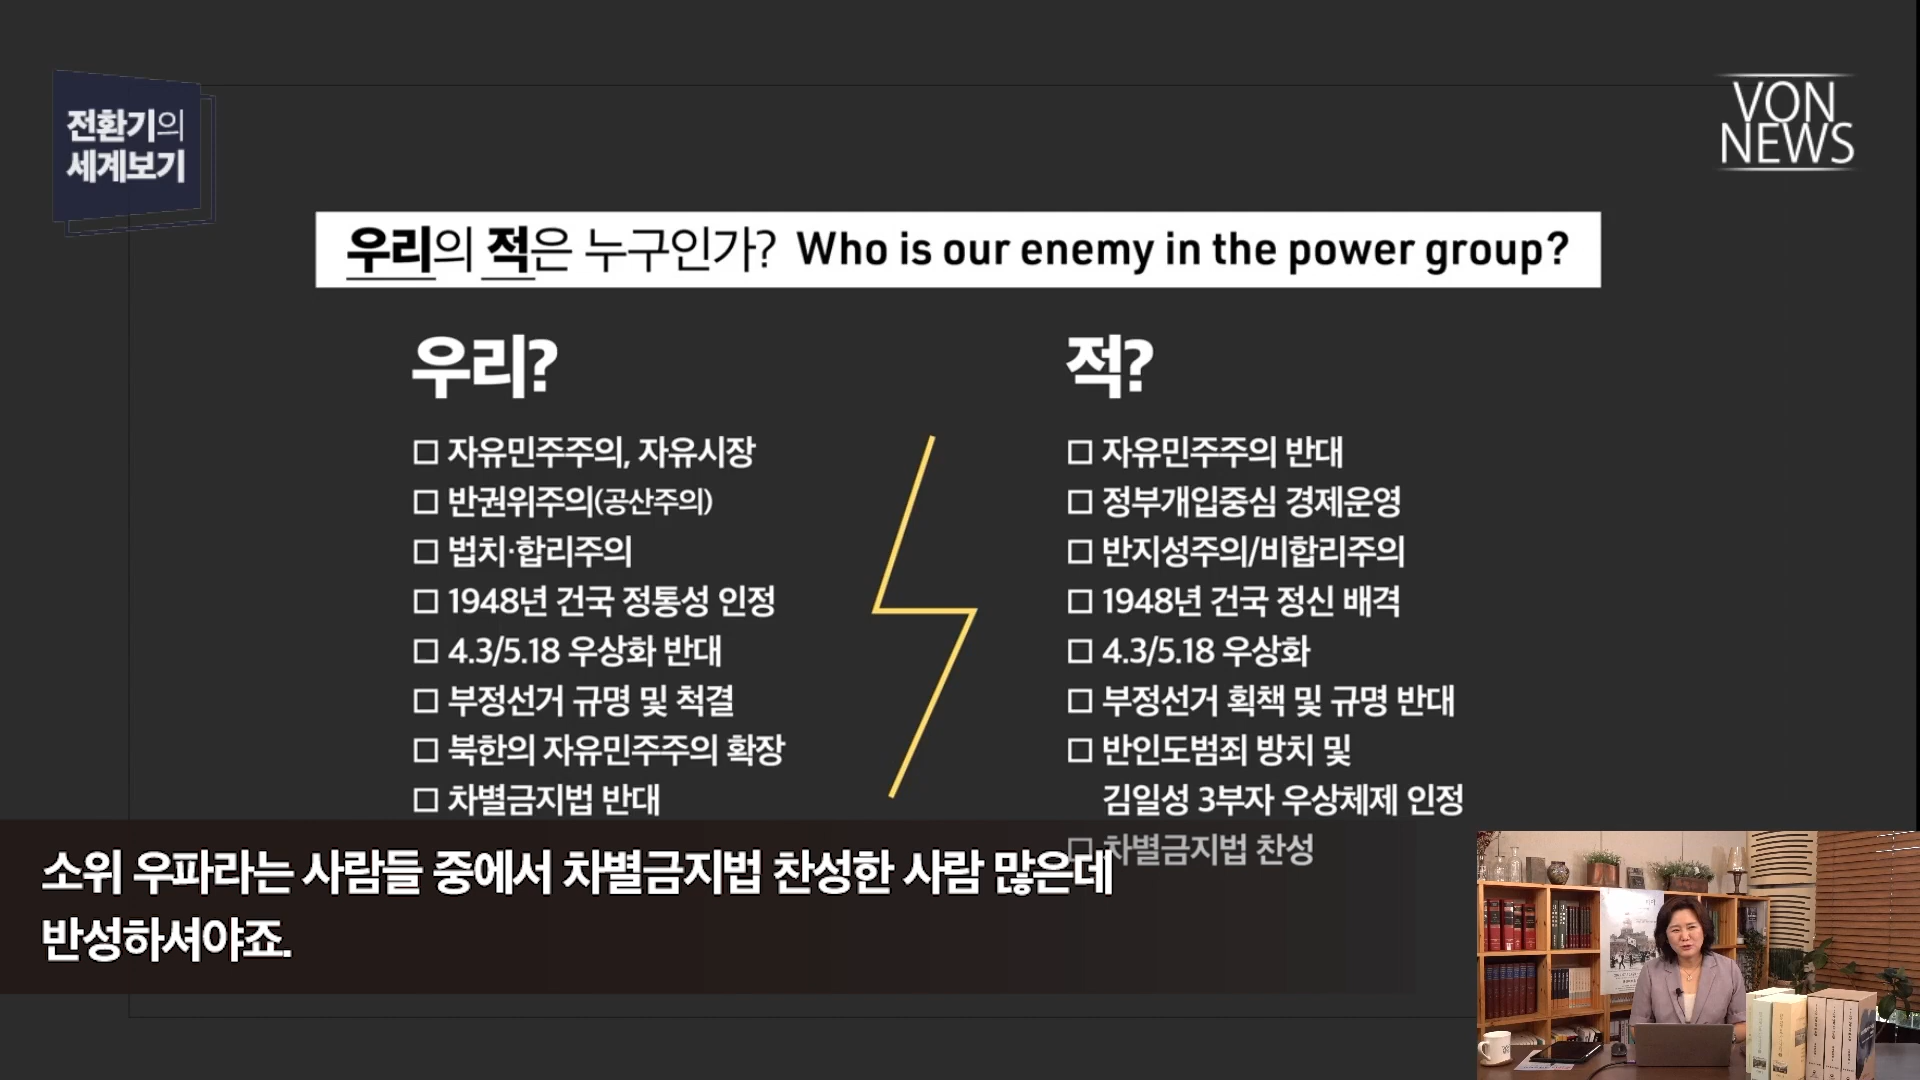 전환기의
세계보기
VON
NEWS
우리의 적은 누구인가? Who is our enemy in the power group?
우리?
□ 자유민주주의, 자유시장
□ 반권위주의(공산주의)
□ 법치·합리주의
□ 1948년 건국 정통성 인정
□ 4.3/5.18 우상화 반대
□ 부정선거 규명 및 척결
□ 북한의 자유민주주의 확장
□ 차별금지법 반대
적?
□ 자유민주주의 반대
□ 정부개입중심 경제운영
□ 반지성주의/비합리주의
□ 1948년 건국 정신 배격
□ 4.3/5.18 우상화
□ 부정선거 획책 및 규명 반대
□ 반인도범죄 방치 및
김일성 3부자 우상체제 인정
□ 차별금지법 찬성
소위 우파라는 사람들 중에서 차별금지법 찬성한 사람 많은데
반성하셔야죠.